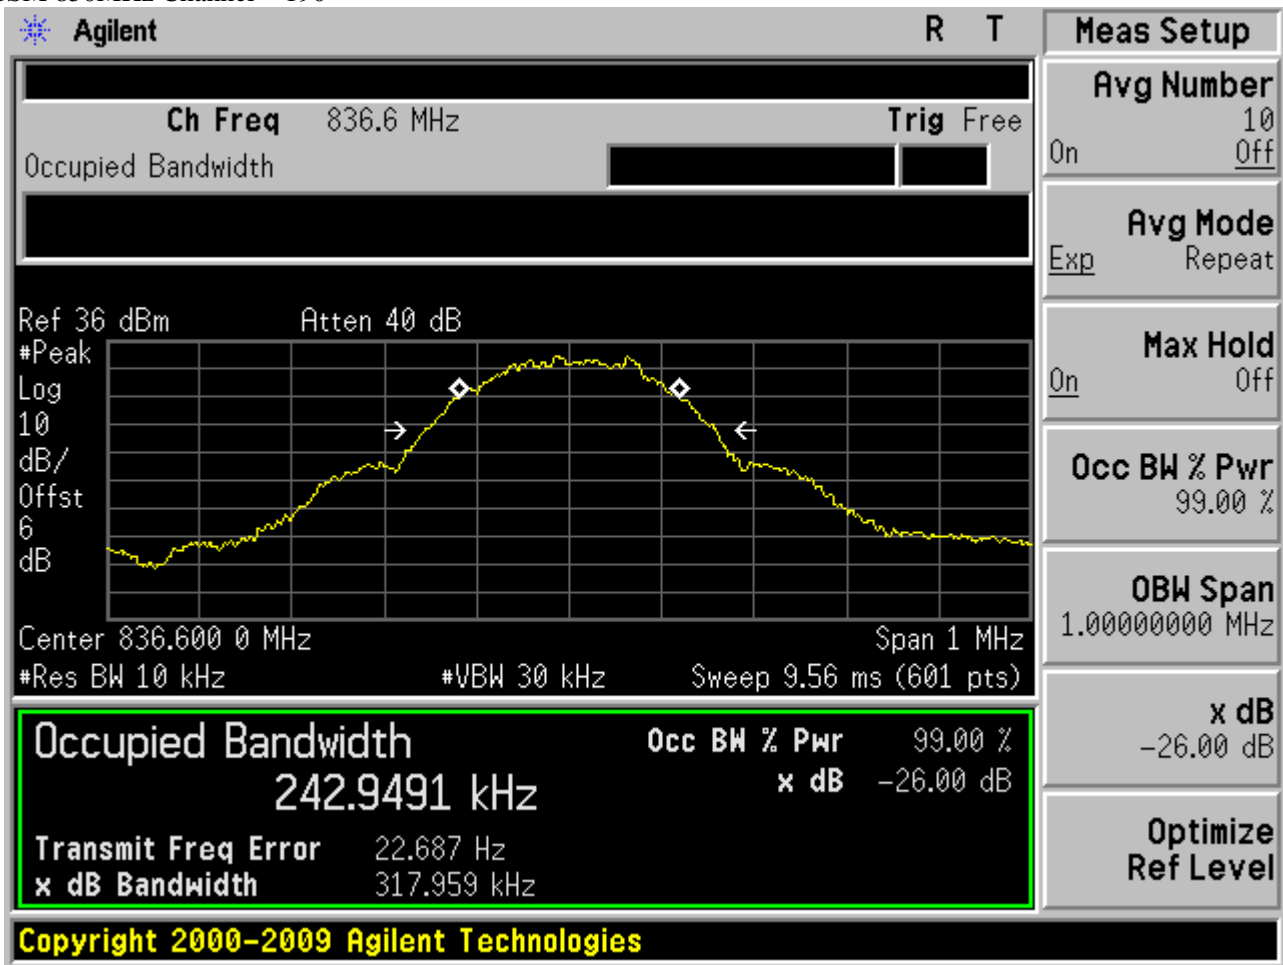 Agilent R T
Ch Freq 836.6 MHz Trig Free
Occupied Bandwidth
Ref 36 dBm Atten 40 dB
#Peak
Log
10
dB/
Offst
6
dB
Center 836.600 0 MHz Span 1 MHz
#Res BW 10 kHz #VBW 30 kHz Sweep 9.56 ms (601 pts)
Occupied Bandwidth Occ BW % Pwr 99.00 %
242.9491 kHz x dB -26.00 dB
Transmit Freq Error 22.687 Hz
x dB Bandwidth 317.959 kHz
Copyright 2000-2009 Agilent Technologies
Meas Setup
Avg Number
10
On Off
Avg Mode
Exp Repeat
Max Hold
On Off
Occ BW % Pwr
99.00 %
OBW Span
1.00000000 MHz
x dB
-26.00 dB
Optimize
Ref Level